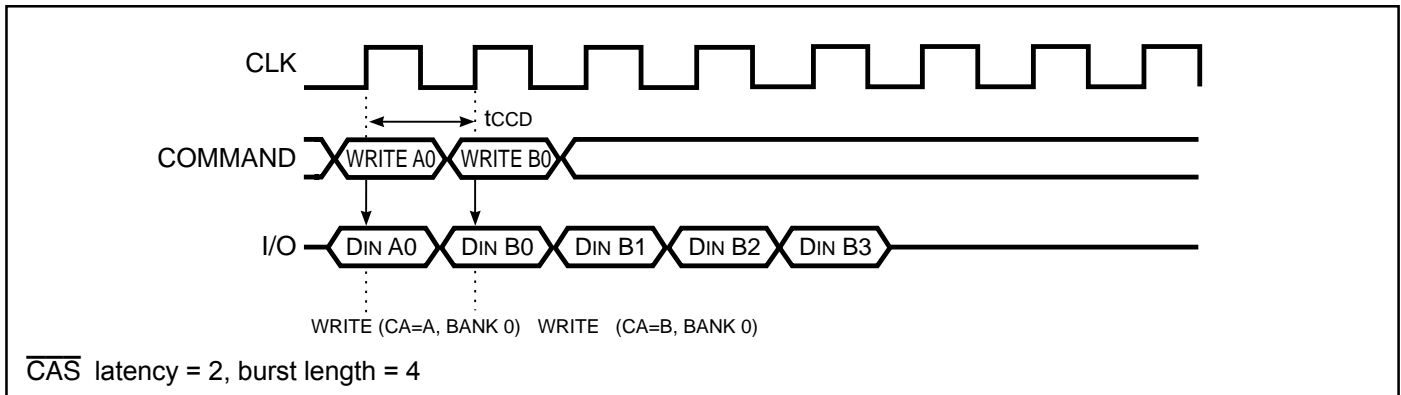 CLK
tCCD
COMMAND WRITE A0 WRITE B0
I/O DIN A0 DIN B0 DIN B1 DIN B2 DIN B3
WRITE (CA=A, BANK 0) WRITE (CA=B, BANK 0)
C̅A̅S̅ latency = 2, burst length = 4